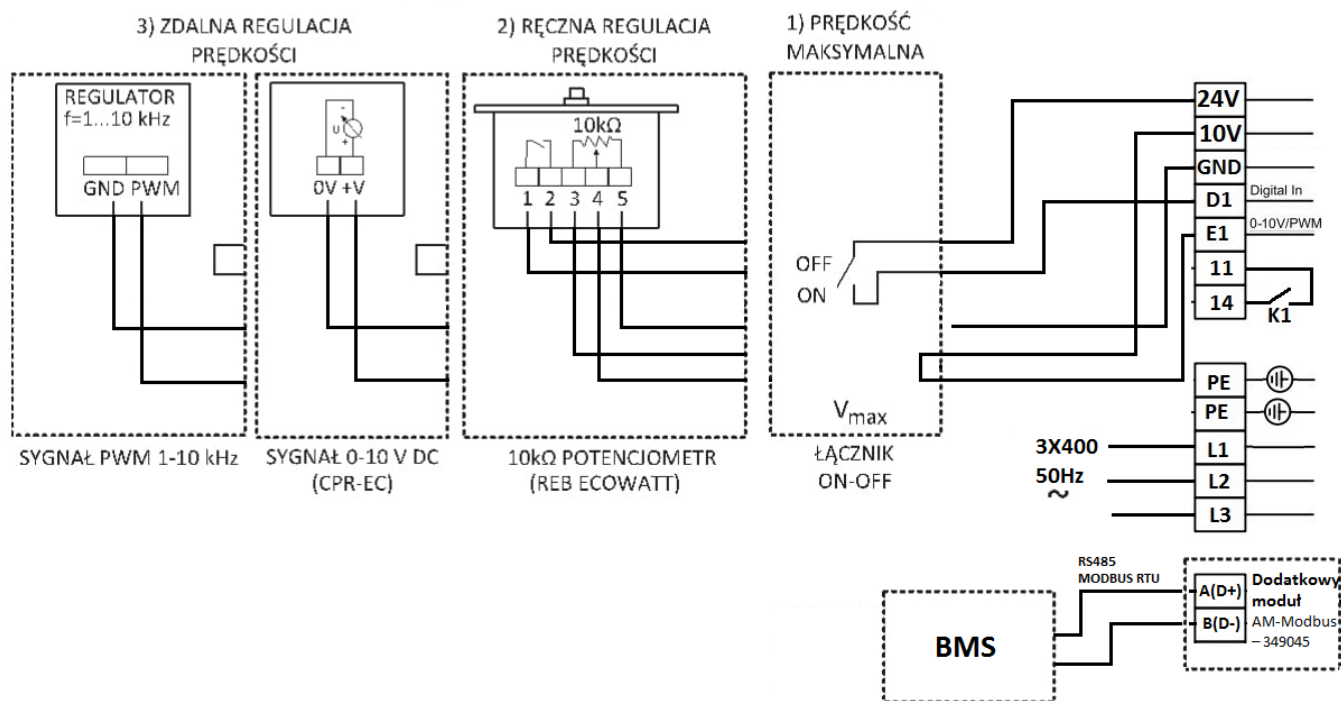 3) ZDALNA REGULACJA
PRĘDKOŚCI
REGULATOR
f=1...10 kHz
GND PWM
SYGNAŁ PWM 1-10 kHz
-
U
+
0V +V
SYGNAŁ 0-10 V DC
(CPR-EC)
2) RĘCZNA REGULACJA
PRĘDKOŚCI
10kΩ
1 2 3 4 5
10kΩ POTENCJOMETR
(REB ECOWATT)
1) PRĘDKOŚĆ
MAKSYMALNA
OFF
ON
Vmax
ŁĄCZNIK
ON-OFF
24V
10V
GND
D1 Digital In
E1 0-10V/PWM
11
14
K1
PE
PE
3X400
50Hz
~
L1
L2
L3
RS485
MODBUS RTU
BMS
A(D+)
B(D-)
Dodatkowy
moduł
AM-Modbus
– 349045